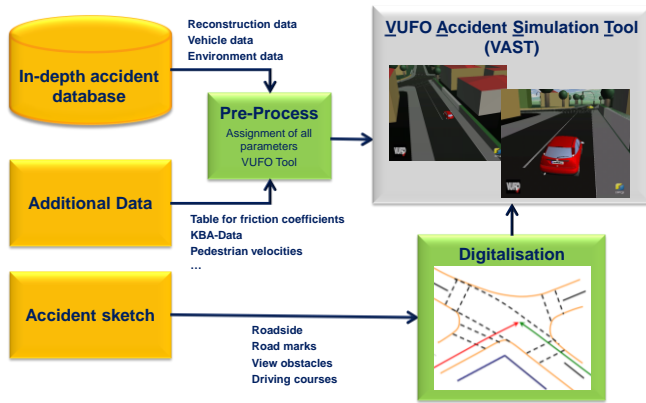 Reconstruction data
Vehicle data
Environment data
In-depth accident
database
VUFO Accident Simulation Tool
(VAST)
Pre-Process
Assignment of all
parameters
VUFO Tool
VUFO
VUFO
Additional Data
Table for friction coefficients
KBA-Data
Pedestrian velocities
...
Digitalisation
Accident sketch
Roadside
Road marks
View obstacles
Driving courses